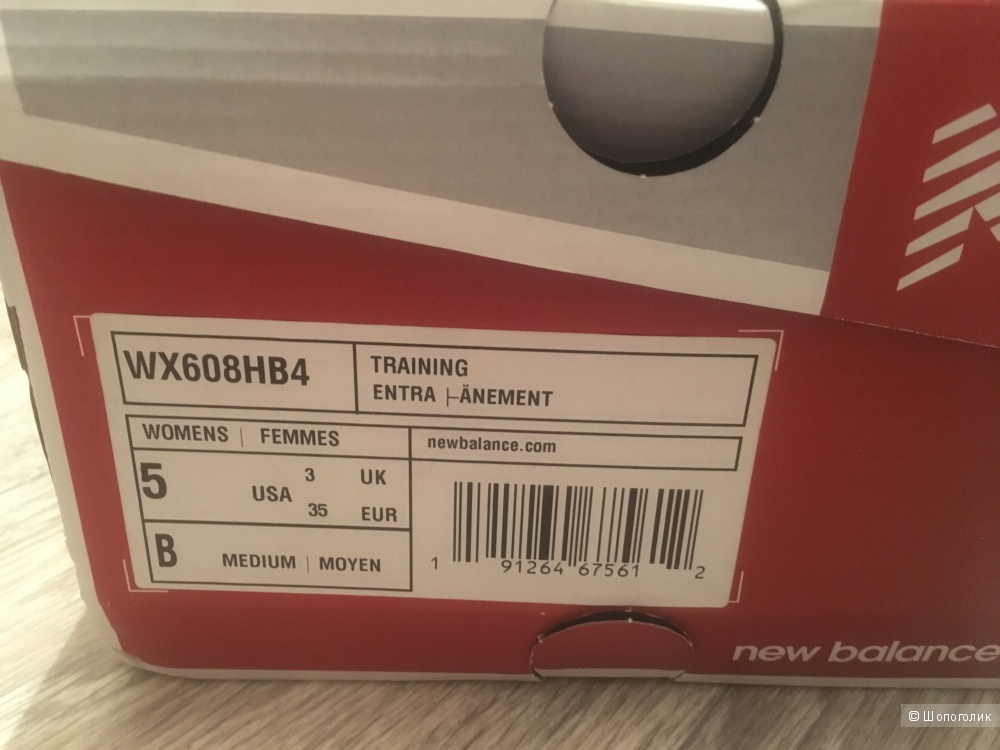 WX608HB4
TRAINING
ENTRA ├ÄNEMENT
WOMENS | FEMMES
newbalance.com
5 USA 3 UK
35 EUR
B MEDIUM | MOYEN
1 91264 67561 2
new balance
© Шопоголик